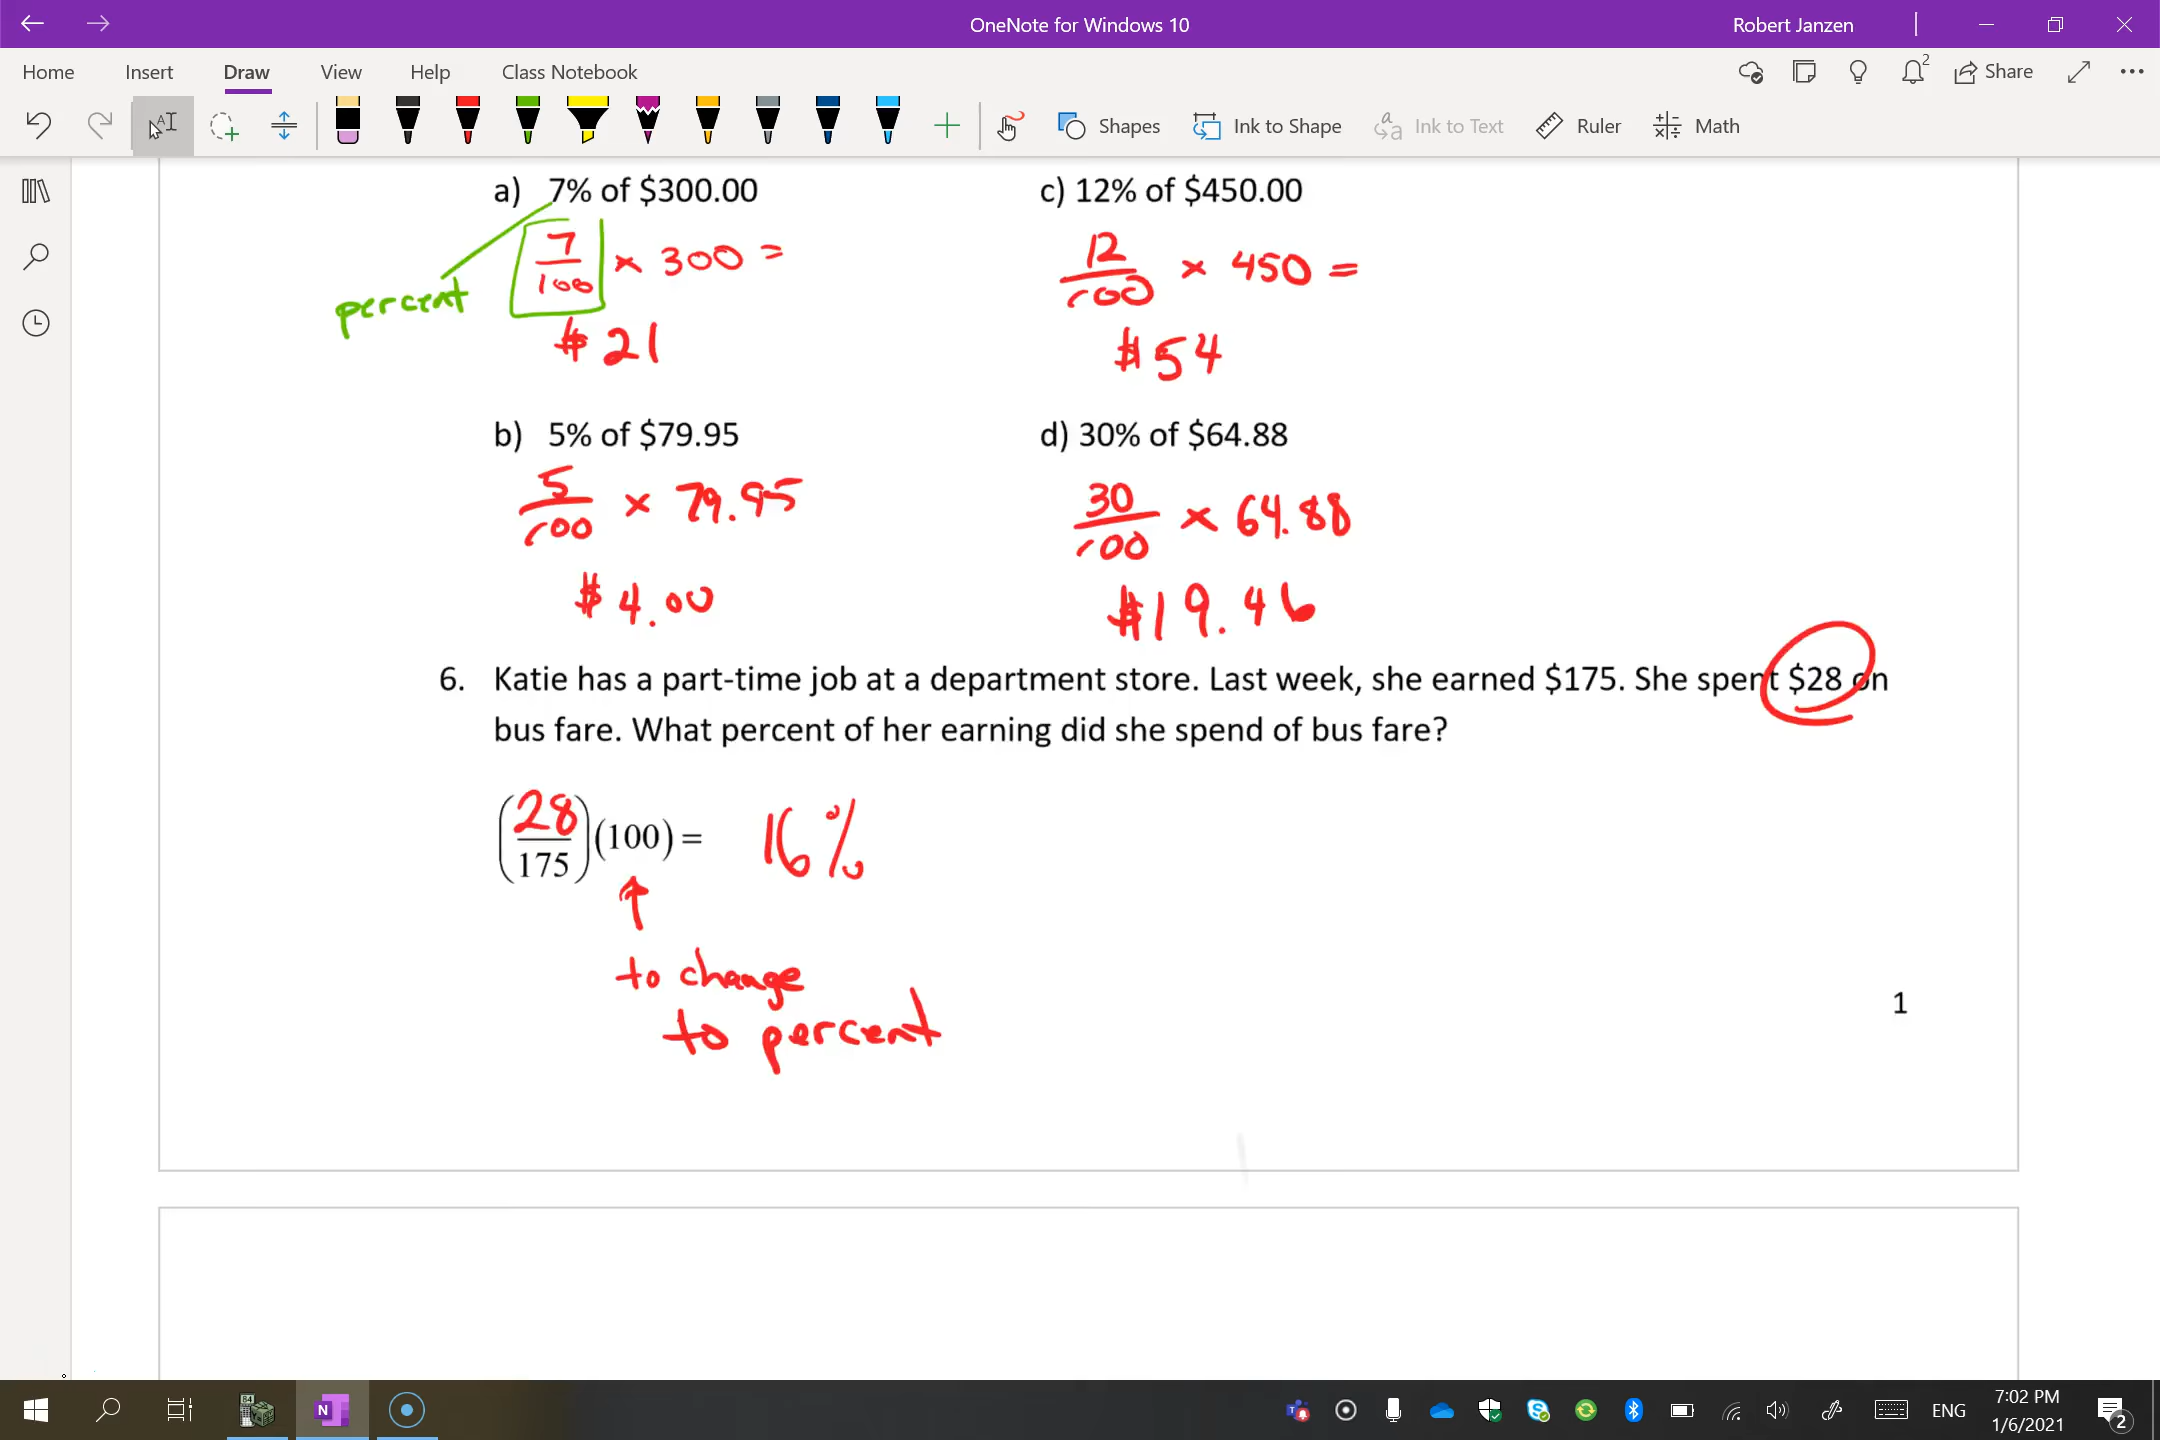 OneNote for Windows 10
Robert Janzen
Home Insert Draw View Help Class Notebook
2
Share
Shapes Ink to Shape Ink to Text Ruler Math
a) 7% of $300.00
7/100 × 300 =
percent
$21
c) 12% of $450.00
12/100 × 450 =
$54
b) 5% of $79.95
5/100 × 79.95
$4.00
d) 30% of $64.88
30/100 × 64.88
$19.46
6. Katie has a part-time job at a department store. Last week, she earned $175. She spent $28 on
bus fare. What percent of her earning did she spend of bus fare?
(28/175)(100) = 16%
to change
to percent
1
ENG
7:02 PM
1/6/2021
2